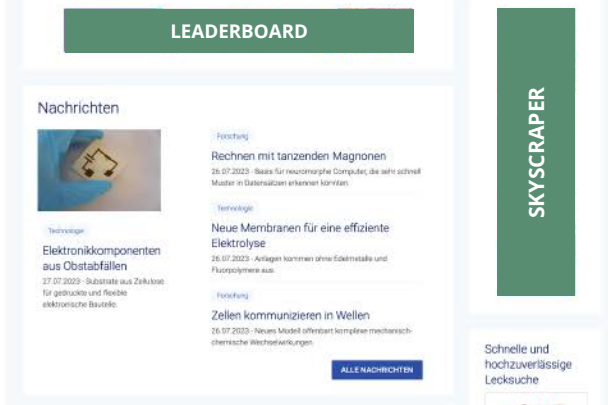 LEADERBOARD
Nachrichten
Technologie
Elektronikkomponenten
aus Obstabfällen
27.07.2023 - Substrate aus Zellulose
für gedruckte und flexible
elektronische Bauteile.
Forschung
Rechnen mit tanzenden Magnonen
26.07.2023 - Basis für neuromorphe Computer, die sehr schnell
Muster in Datensätzen erkennen könnten.
Technologie
Neue Membranen für eine effiziente
Elektrolyse
26.07.2023 - Anlagen kommen ohne Edelmetalle und
Fluorpolymere aus.
Forschung
Zellen kommunizieren in Wellen
26.07.2023 - Neues Modell offenbart komplexe mechanisch-
chemische Wechselwirkungen.
ALLE NACHRICHTEN
SKYSCRAPER
Schnelle und
hochzuverlässige
Lecksuche